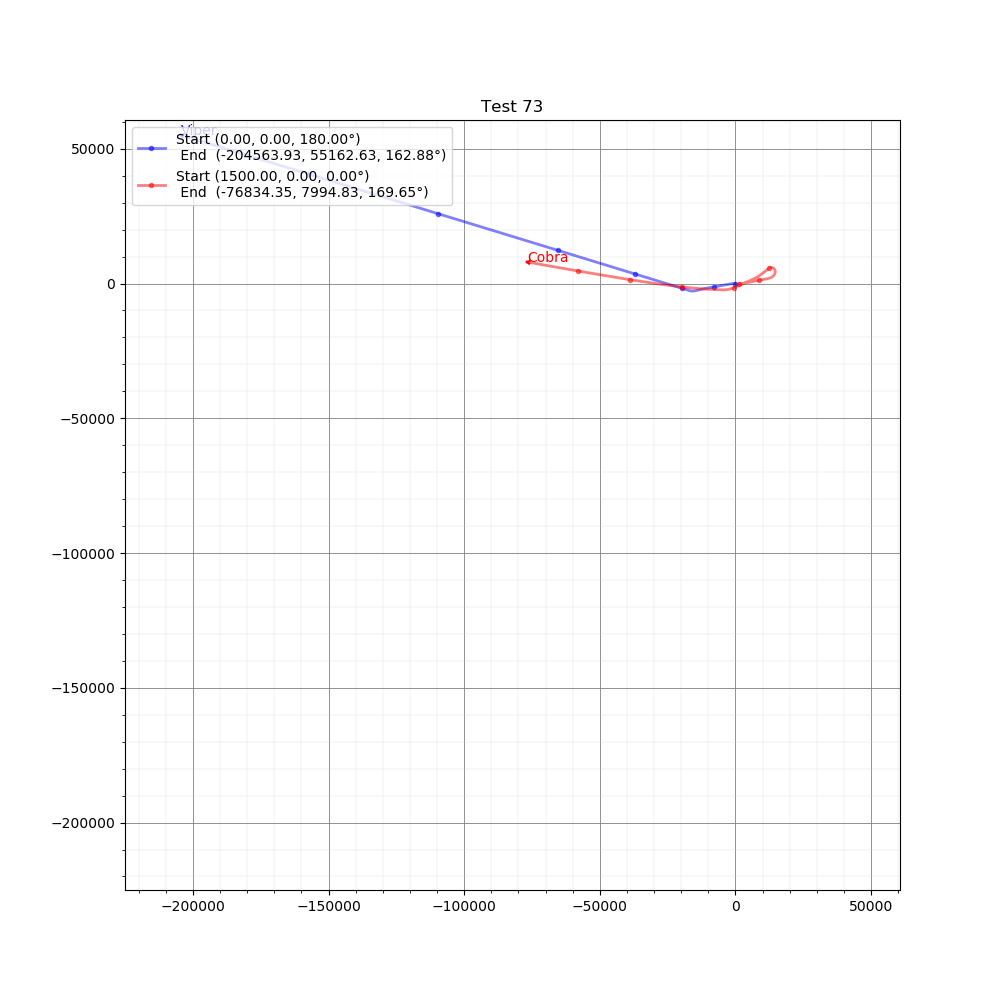 Test 73
Viper
Start (0.00, 0.00, 180.00°)
End  (-204563.93, 55162.63, 162.88°)
Start (1500.00, 0.00, 0.00°)
End  (-76834.35, 7994.83, 169.65°)
Cobra
50000
0
−50000
−100000
−150000
−200000
−200000
−150000
−100000
−50000
0
50000